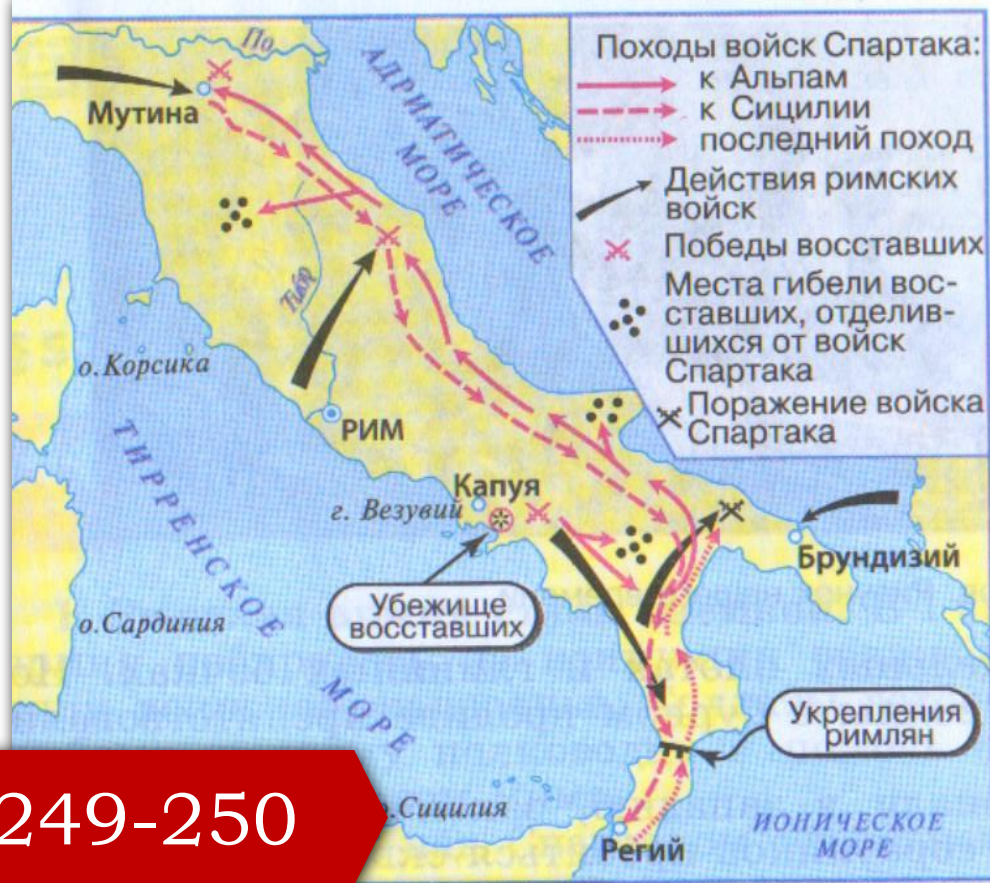 Походы войск Спартака:
к Альпам
к Сицилии
последний поход
Действия римских
войск
Победы восставших
Места гибели вос-
ставших, отделив-
шихся от войск
Спартака
Поражение войска
Спартака
По
Мутина
АДРИАТИЧЕСКОЕ
МОРЕ
Тибр
о.Корсика
РИМ
ТИРРЕНСКОЕ
МОРЕ
Капуя
г. Везувий
Брундизий
Убежище
восставших
о.Сардиния
Укрепления
римлян
249-250
о.Сицилия
Регий
ИОНИЧЕСКОЕ
МОРЕ